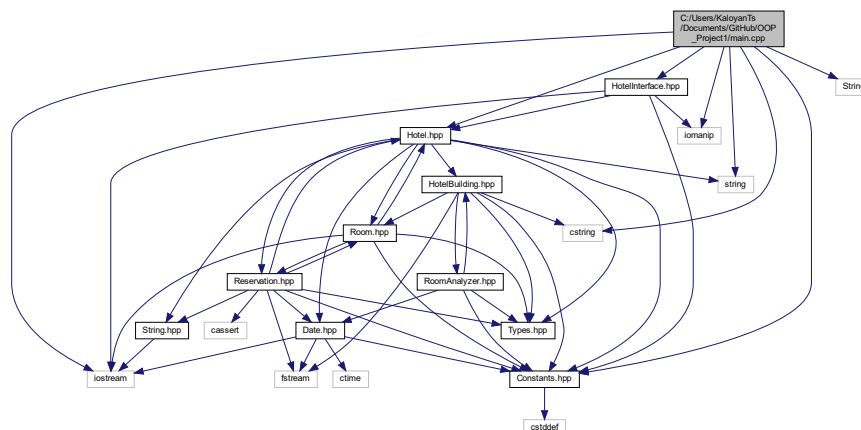 C:/Users/KaloyanTs
/Documents/GitHub/OOP
_Project1/main.cpp
HotelInterface.hpp
String
iomanip
Hotel.hpp
string
HotelBuilding.hpp
Room.hpp
cstring
Reservation.hpp
RoomAnalyzer.hpp
String.hpp
cassert
Date.hpp
Types.hpp
iostream
fstream
ctime
Constants.hpp
cstddef